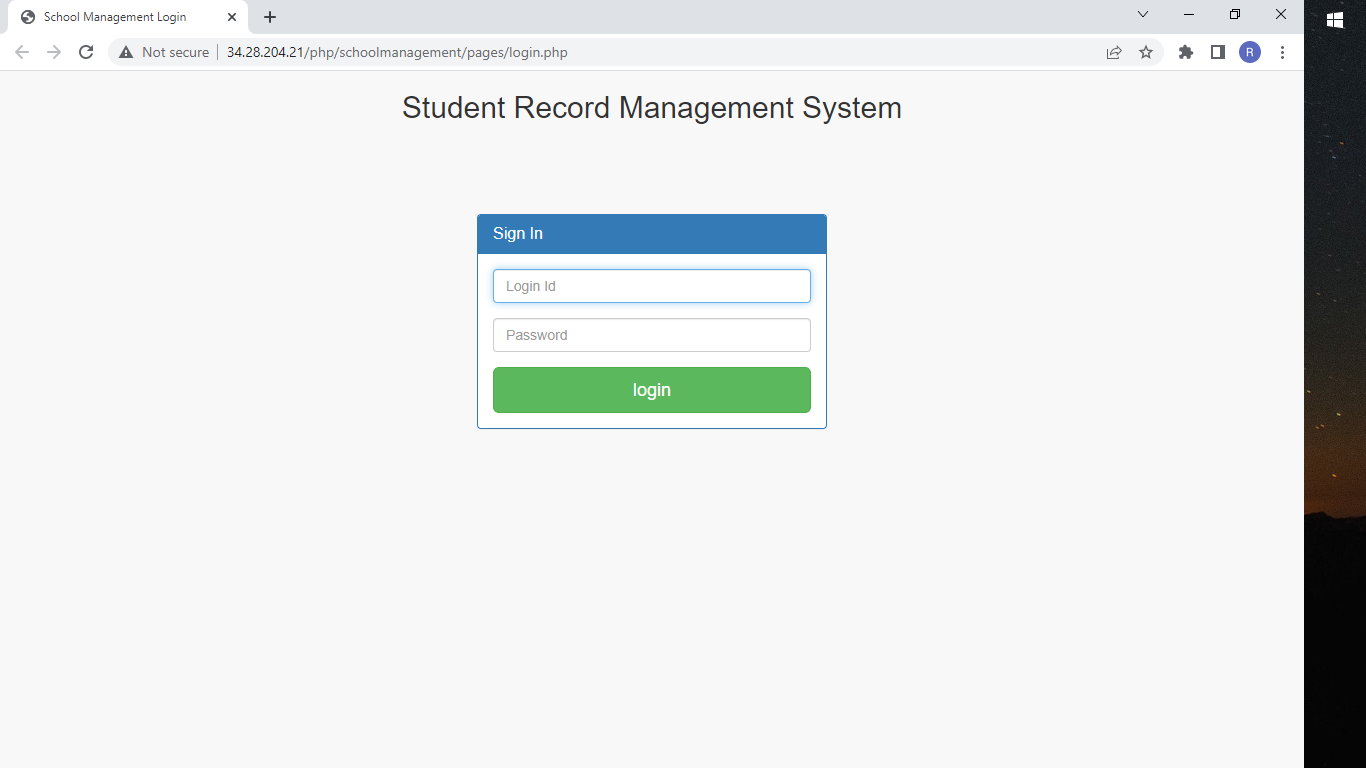 School Management Login
Not secure
34.28.204.21/php/schoolmanagement/pages/login.php
R
Student Record Management System
Sign In
Login Id
Password
login